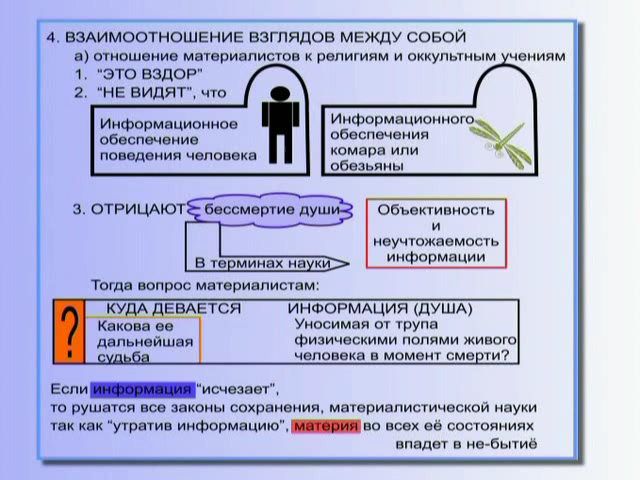 4. ВЗАИМООТНОШЕНИЕ ВЗГЛЯДОВ МЕЖДУ СОБОЙ
а) отношение материалистов к религиям и оккультным учениям
1. “ЭТО ВЗДОР”
2. “НЕ ВИДЯТ”, что
Информационное
обеспечение
поведения человека
Информационного
обеспечения
комара или
обезьяны
3. ОТРИЦАЮТ бессмертие души
Объективность
и
неучтожаемость
информации
В терминах науки
Тогда вопрос материалистам:
?
КУДА ДЕВАЕТСЯ ИНФОРМАЦИЯ (ДУША)
Какова ее
дальнейшая
судьба
Уносимая от трупа
физическими полями живого
человека в момент смерти?
Если информация “исчезает”,
то рушатся все законы сохранения, материалистической науки
так как “утратив информацию”, материя во всех её состояниях
впадет в не-бытиё